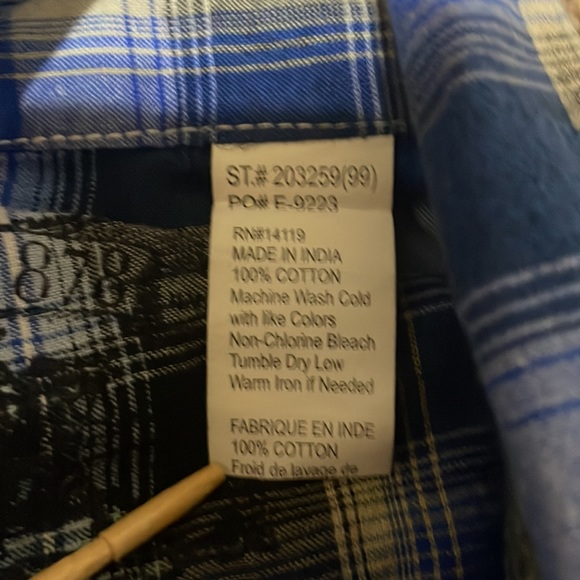 ST.# 203259(99)
PO# E-9223
RN#14119
MADE IN INDIA
100% COTTON
Machine Wash Cold
with like Colors
Non-Chlorine Bleach
Tumble Dry Low
Warm Iron if Needed
FABRIQUE EN INDE
100% COTTON
Froid de lavage de
878